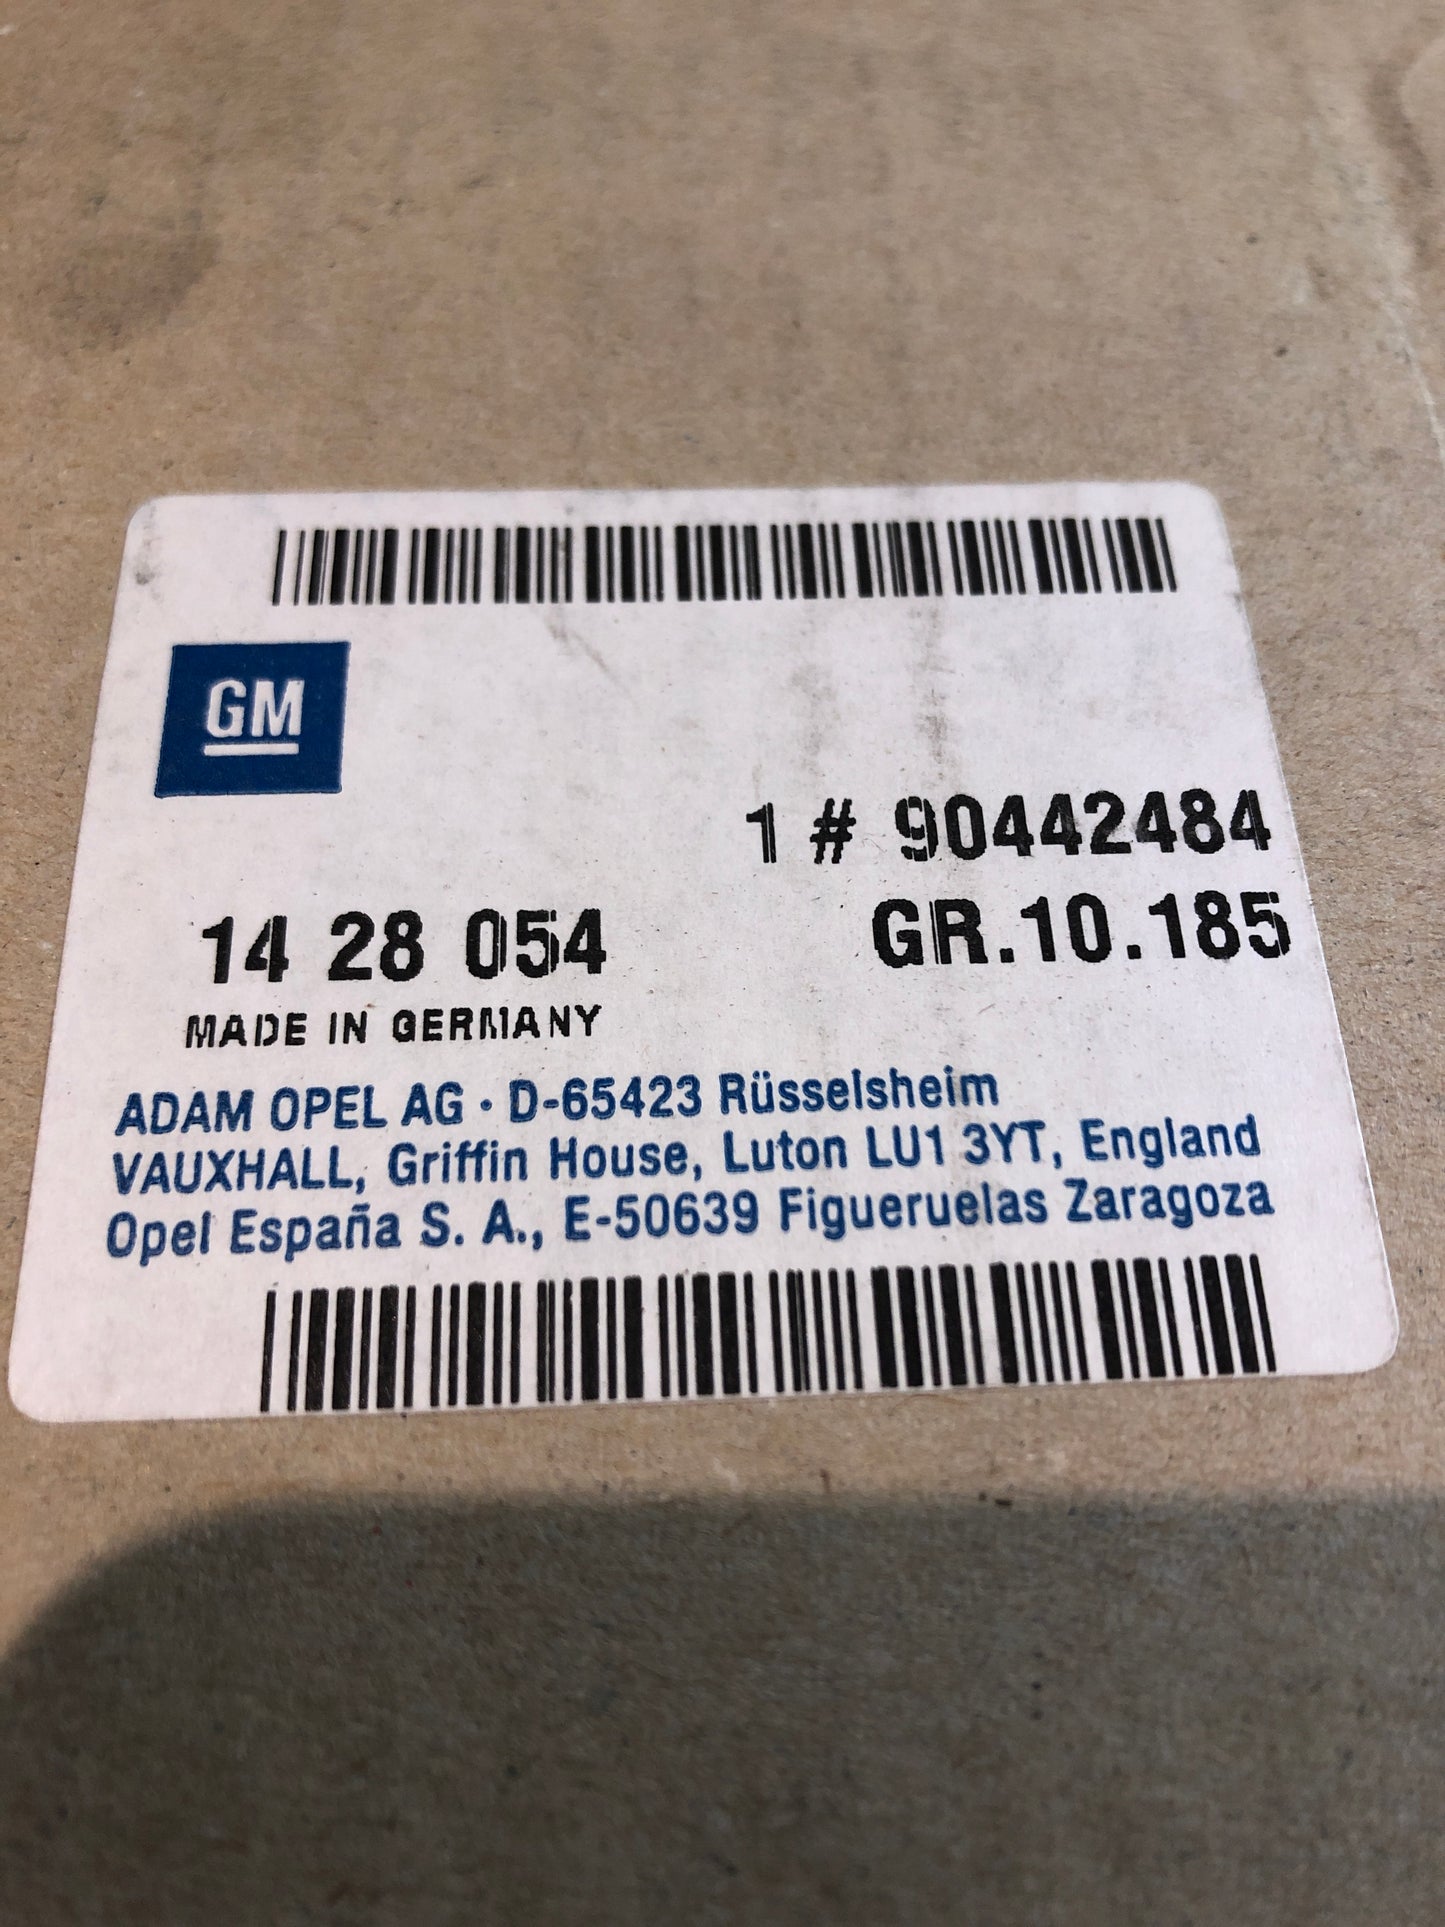 GM
1 # 90442484
14 28 054 GR.10.185
MADE IN GERMANY
ADAM OPEL AG · D-65423 Rüsselsheim
VAUXHALL, Griffin House, Luton LU1 3YT, England
Opel España S. A., E-50639 Figueruelas Zaragoza